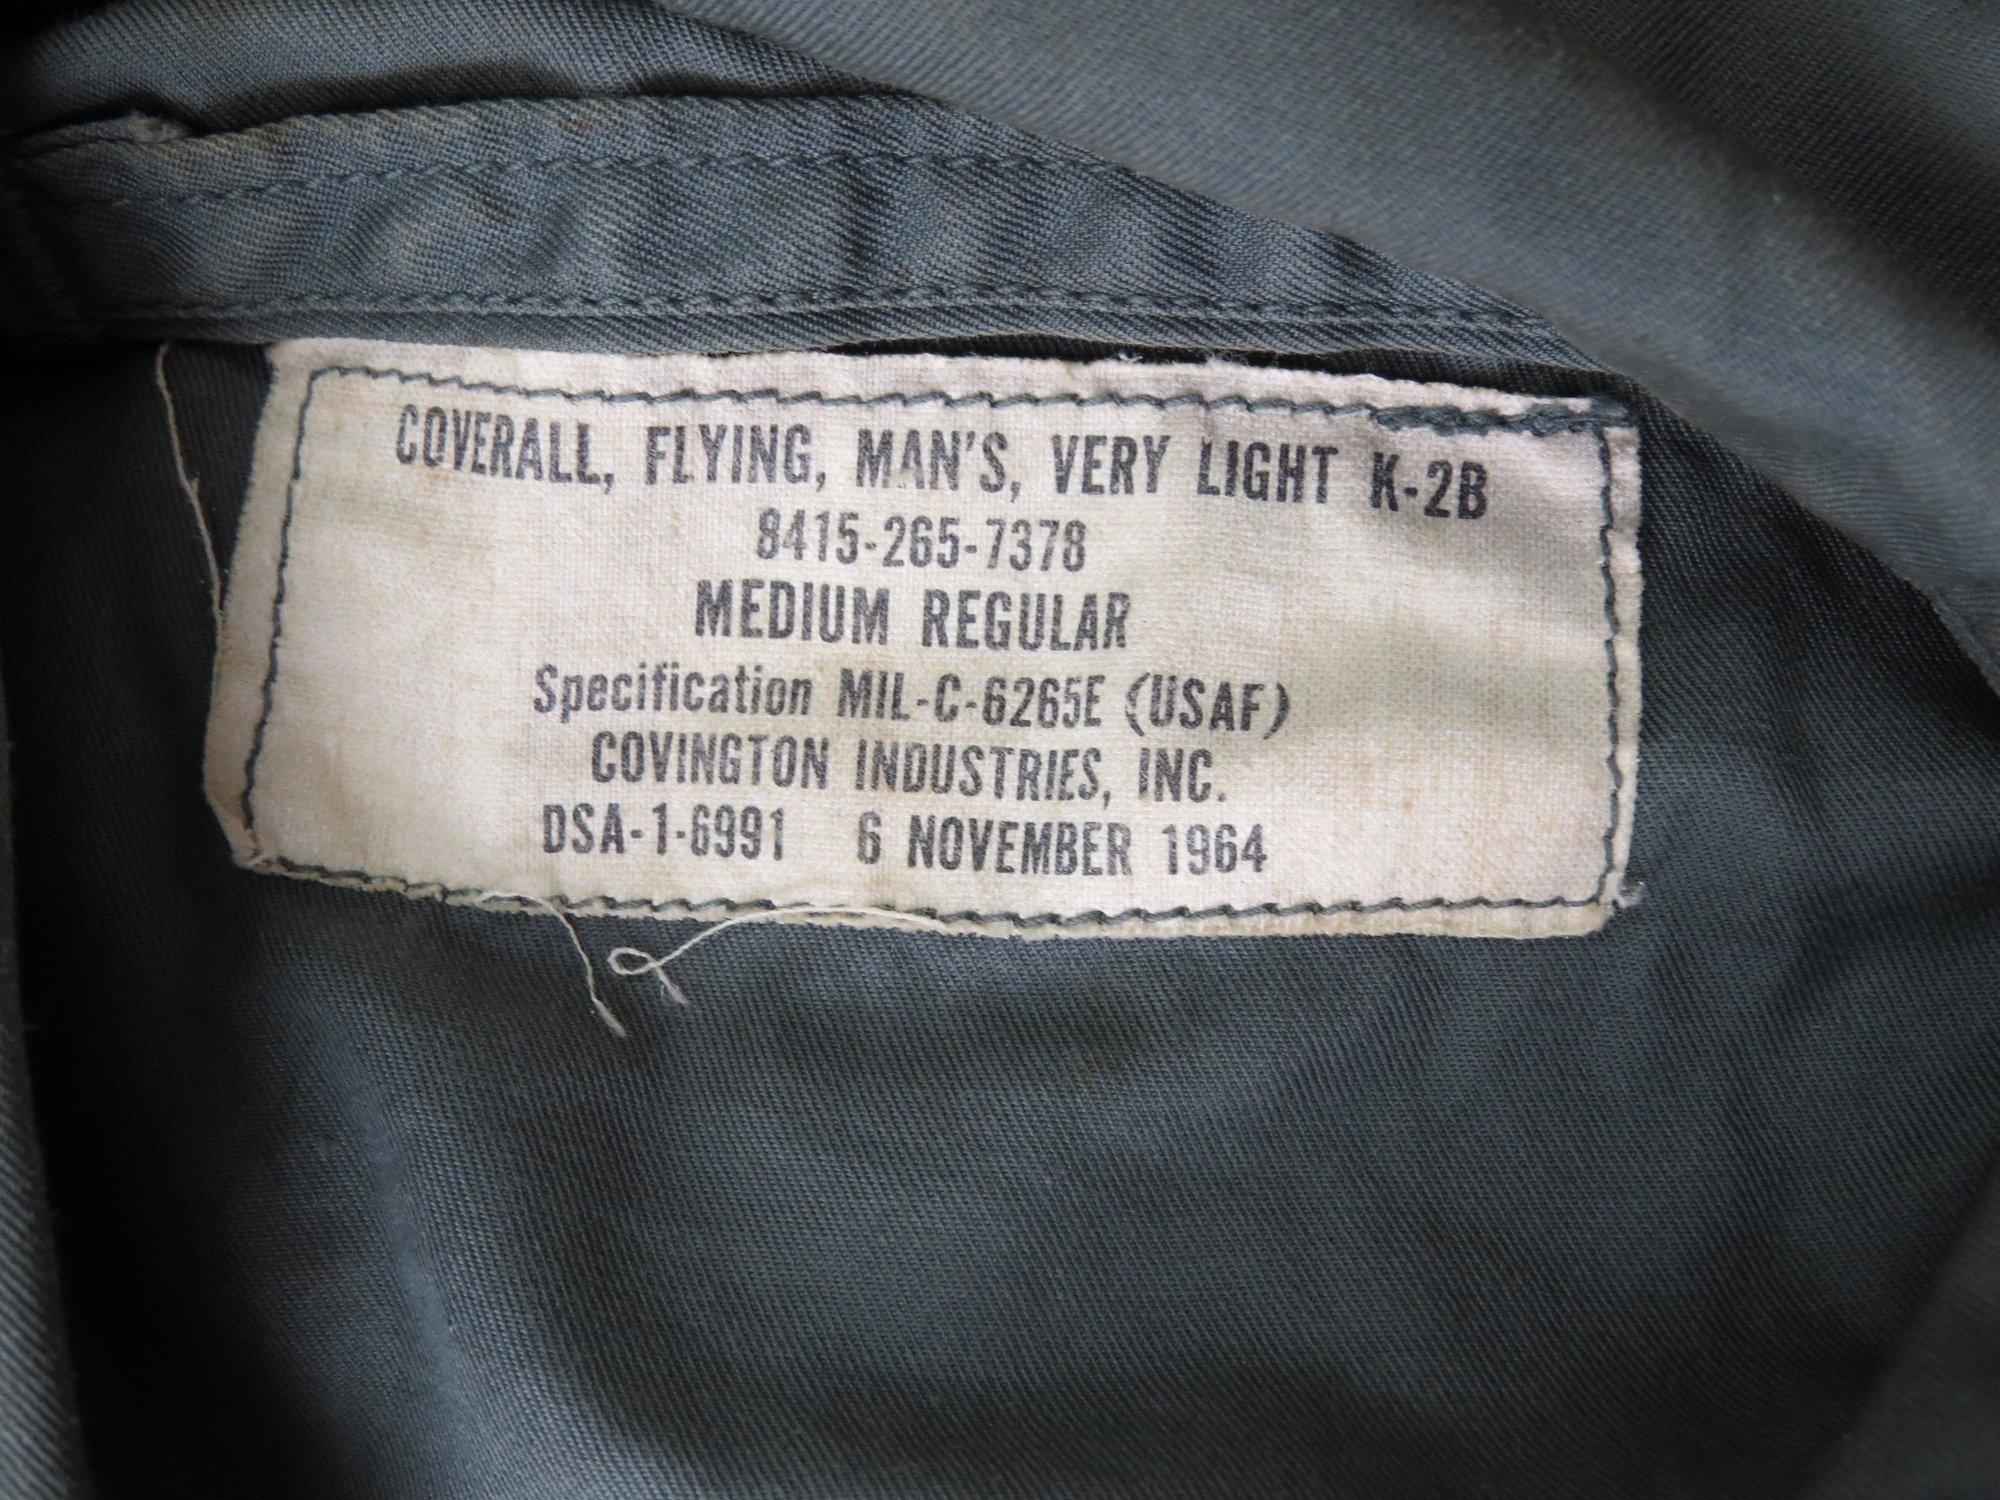 COVERALL, FLYING, MAN'S, VERY LIGHT K-2B
8415-265-7378
MEDIUM REGULAR
Specification MIL-C-6265E (USAF)
COVINGTON INDUSTRIES, INC.
DSA-1-6991 6 NOVEMBER 1964